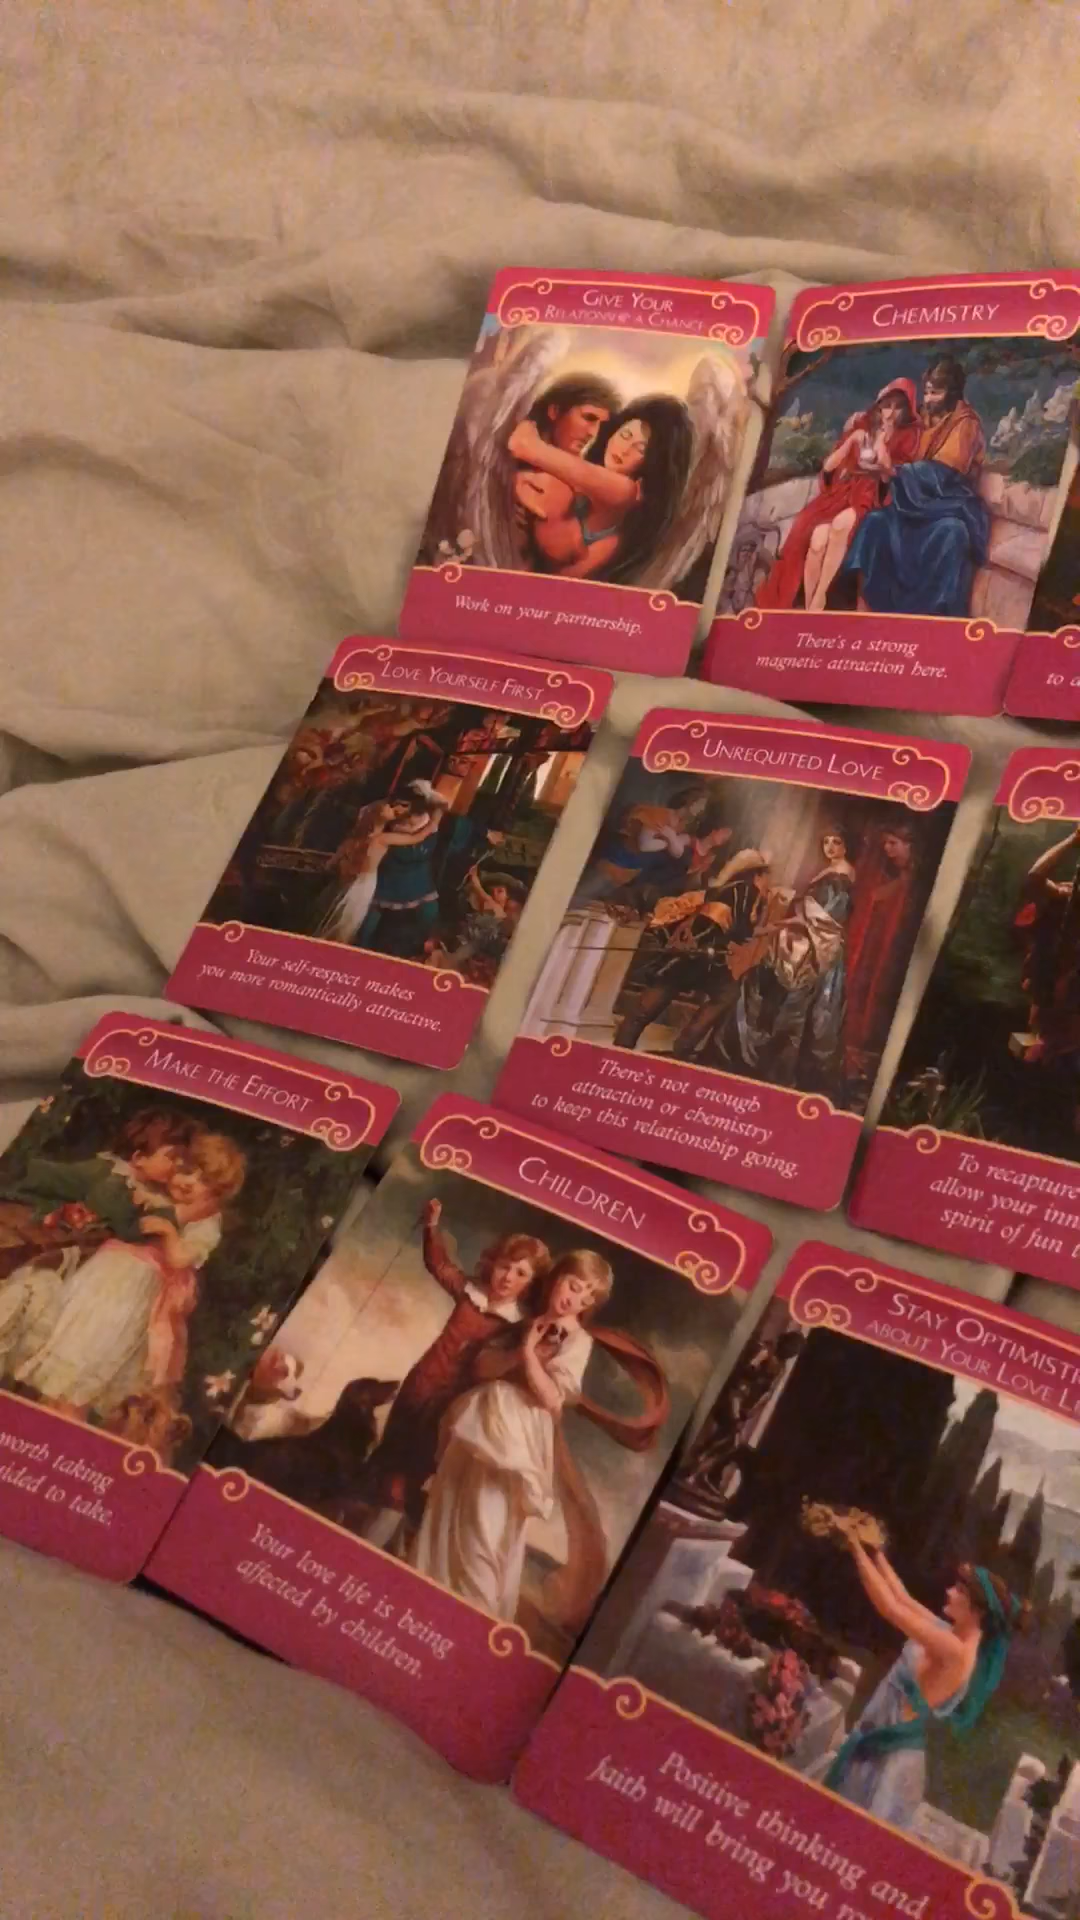 GIVE YOUR
RELATIONSHIP A CHANCE
Work on your partnership.
CHEMISTRY
There's a strong
magnetic attraction here.
to
LOVE YOURSELF FIRST
Your self-respect makes
you more romantically attractive.
UNREQUITED LOVE
There's not enough
attraction or chemistry
to keep this relationship going.
To recapture
allow your inn
spirit of fun t
MAKE THE EFFORT
worth taking
ided to take.
CHILDREN
Your love life is being
affected by children.
STAY OPTIMISTI
ABOUT YOUR LOVE LI
Positive thinking and
faith will bring you